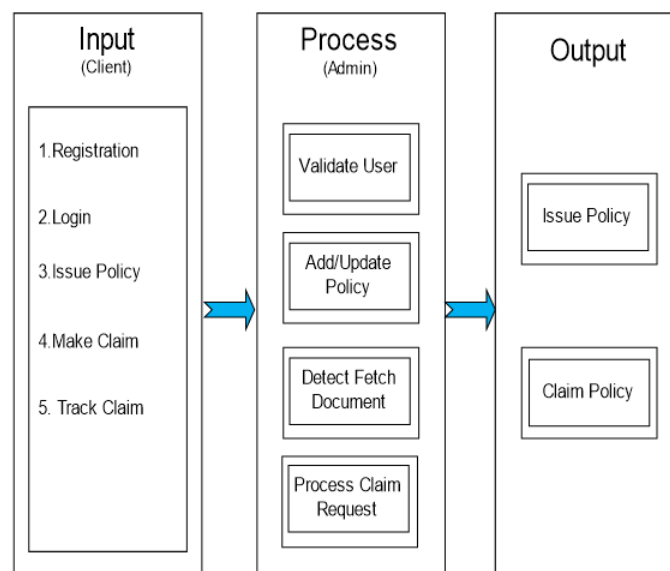 Input
(Client)
1.Registration
2.Login
3.Issue Policy
4.Make Claim
5. Track Claim
Process
(Admin)
Validate User
Add/Update
Policy
Detect Fetch
Document
Process Claim
Request
Output
Issue Policy
Claim Policy